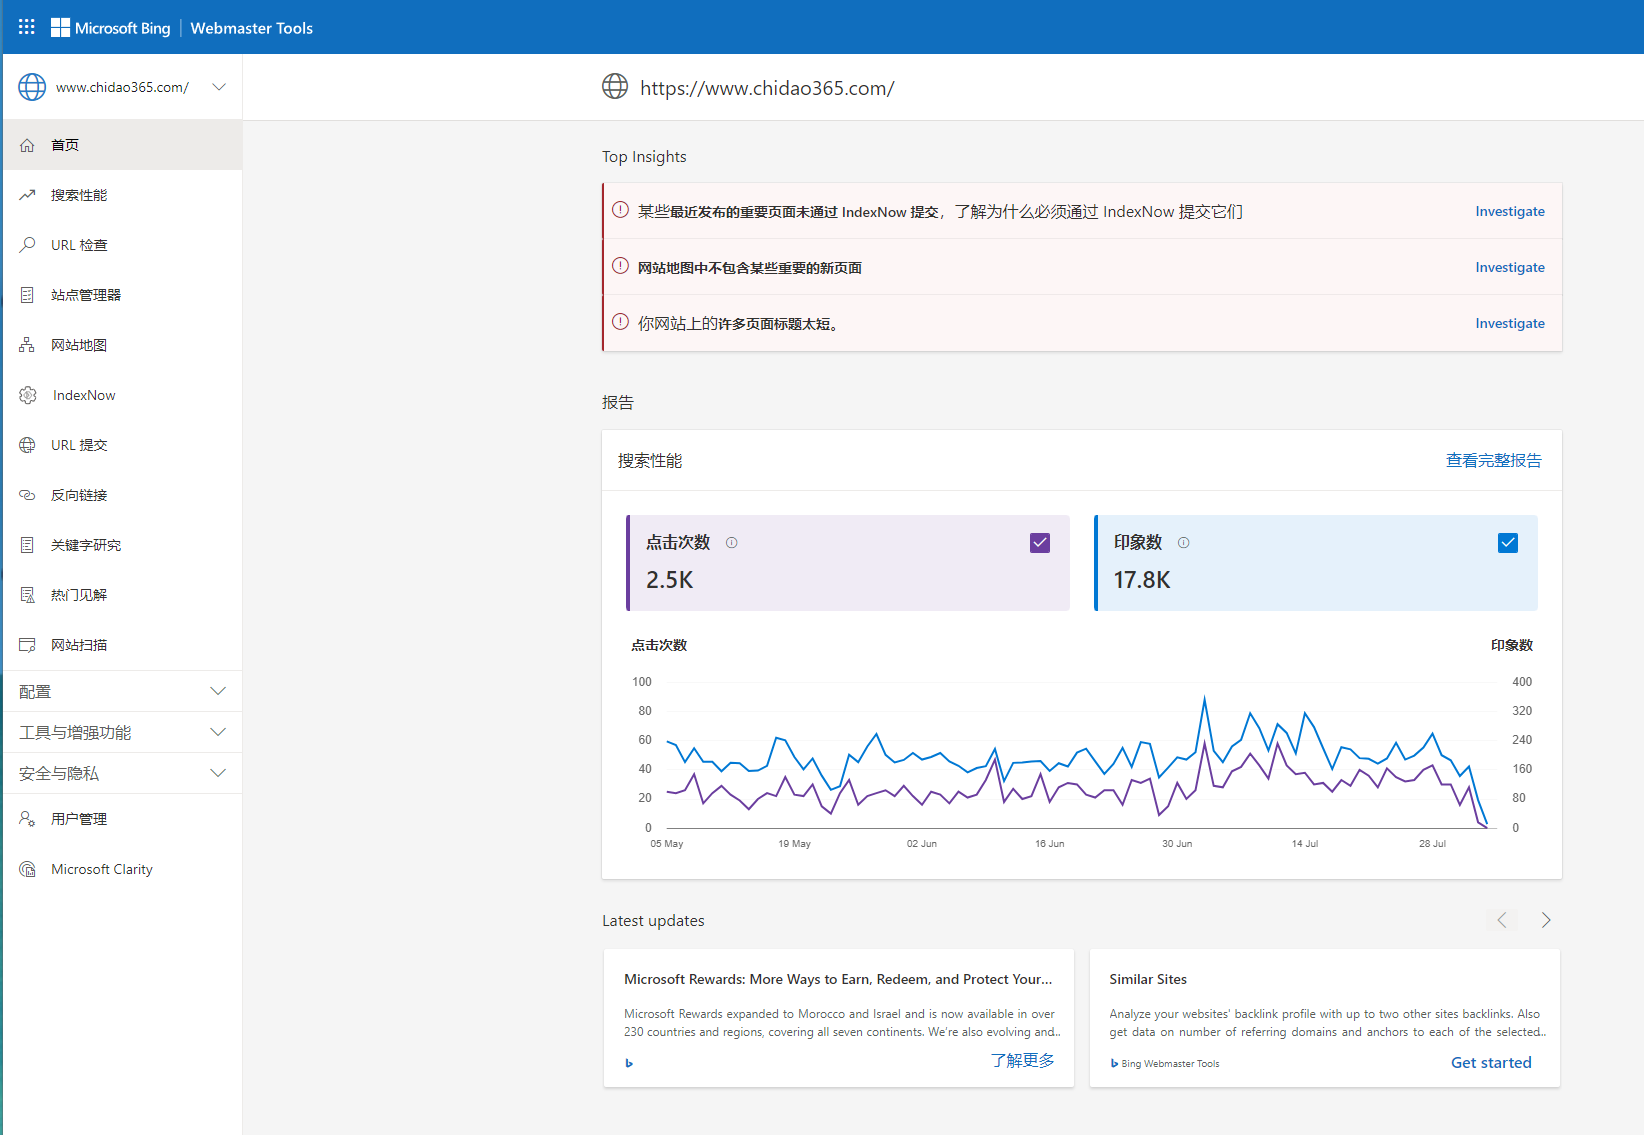 Microsoft Bing | Webmaster Tools
www.chidao365.com/
https://www.chidao365.com/
首页
搜索性能
URL 检查
站点管理器
网站地图
IndexNow
URL 提交
反向链接
关键字研究
热门见解
网站扫描
配置
工具与增强功能
安全与隐私
用户管理
Microsoft Clarity
Top Insights
某些最近发布的重要页面未通过 IndexNow 提交，了解为什么必须通过 IndexNow 提交它们 Investigate
网站地图中不包含某些重要的新页面 Investigate
你网站上的许多页面标题太短。 Investigate
报告
搜索性能 查看完整报告
点击次数
2.5K
印象数
17.8K
点击次数 印象数
100 400
80 320
60 240
40 160
20 80
0 0
05 May 19 May 02 Jun 16 Jun 30 Jun 14 Jul 28 Jul
Latest updates
Microsoft Rewards: More Ways to Earn, Redeem, and Protect Your...
Microsoft Rewards expanded to Morocco and Israel and is now available in over
230 countries and regions, covering all seven continents. We're also evolving and..
了解更多
Similar Sites
Analyze your websites' backlink profile with up to two other sites backlinks. Also
get data on number of referring domains and anchors to each of the selected..
Bing Webmaster Tools Get started